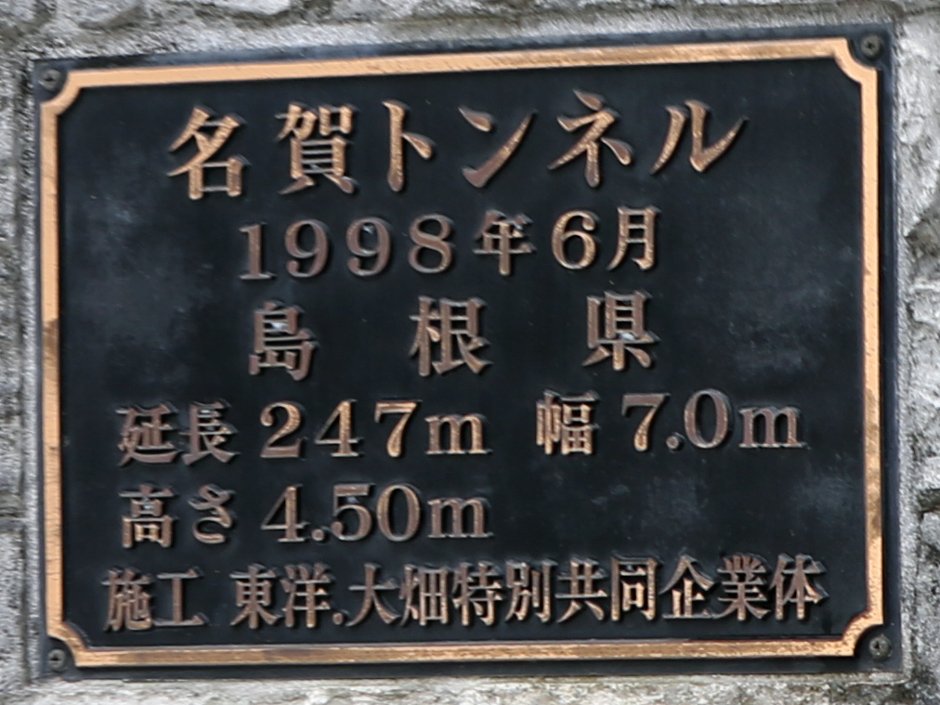 名賀トンネル
1998年6月
島根県
延長 247m 幅 7.0m
高さ 4.50m
施工 東洋.大畑特別共同企業体